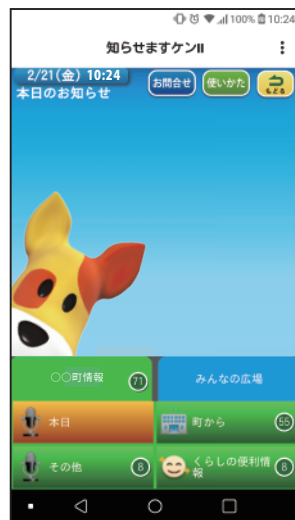 100% 10:24
知らせますケンII
2/21(金) 10:24
お問合せ
使いかた
もどる
本日のお知らせ
〇〇町情報 71
みんなの広場
本日
町から 55
その他 8
くらしの便利情報 8